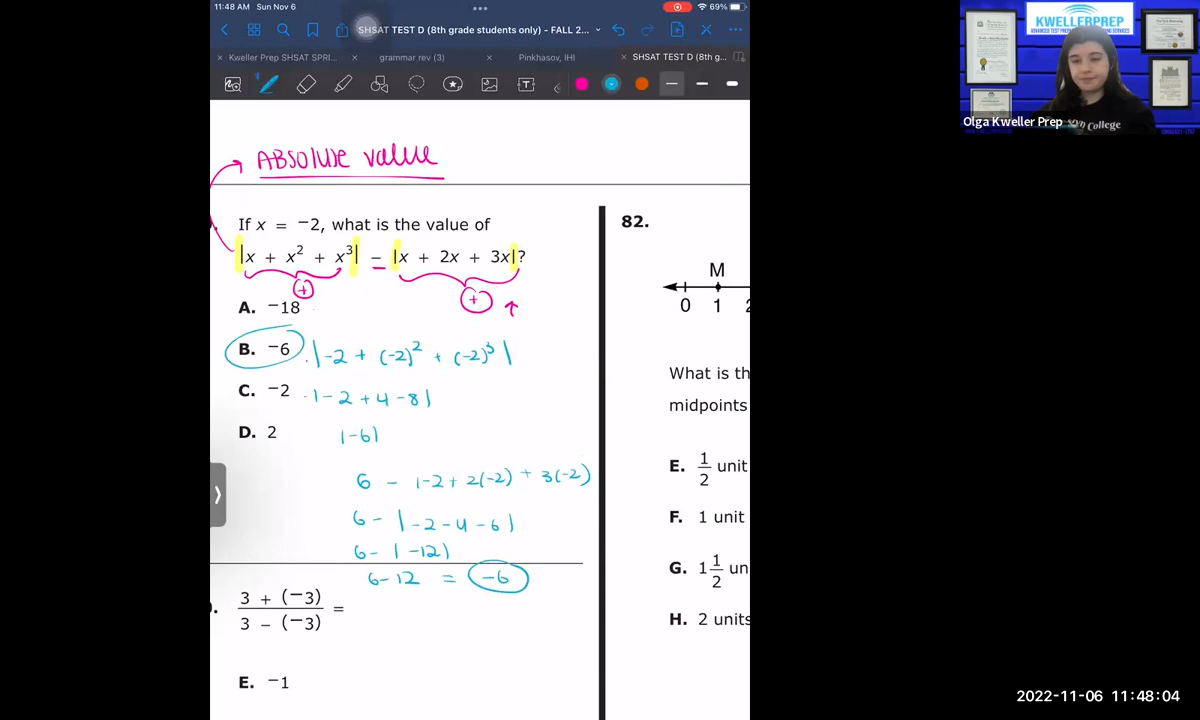 11:48 AM Sun Nov 6
69%
SHSAT TEST D (8th grade students only) – FALL 2...
Kweller Prep SHSAT SPRI...
grammar rev (3)
Pinkhasov, IHI
SHSAT TEST D (8th g...
ABSOLUTE value
If x = −2, what is the value of
|x + x² + x³| − |x + 2x + 3x|?
(+)
(+)
A. −18
B. −6
|-2 + (-2)² + (-2)³|
C. −2
|-2 + 4 - 8|
D. 2
|-6|
6 - |-2 + 2(-2) + 3(-2)
6 - |-2 - 4 - 6|
6 - |-12|
6 - 12 = -6
3 + (−3)
3 − (−3)
=
E. −1
82.
M
0 1 2
What is th
midpoints
E. 1/2 unit
F. 1 unit
G. 1 1/2 un
H. 2 units
KWELLERPREP
Olga Kweller Prep
College
2022-11-06 11:48:04